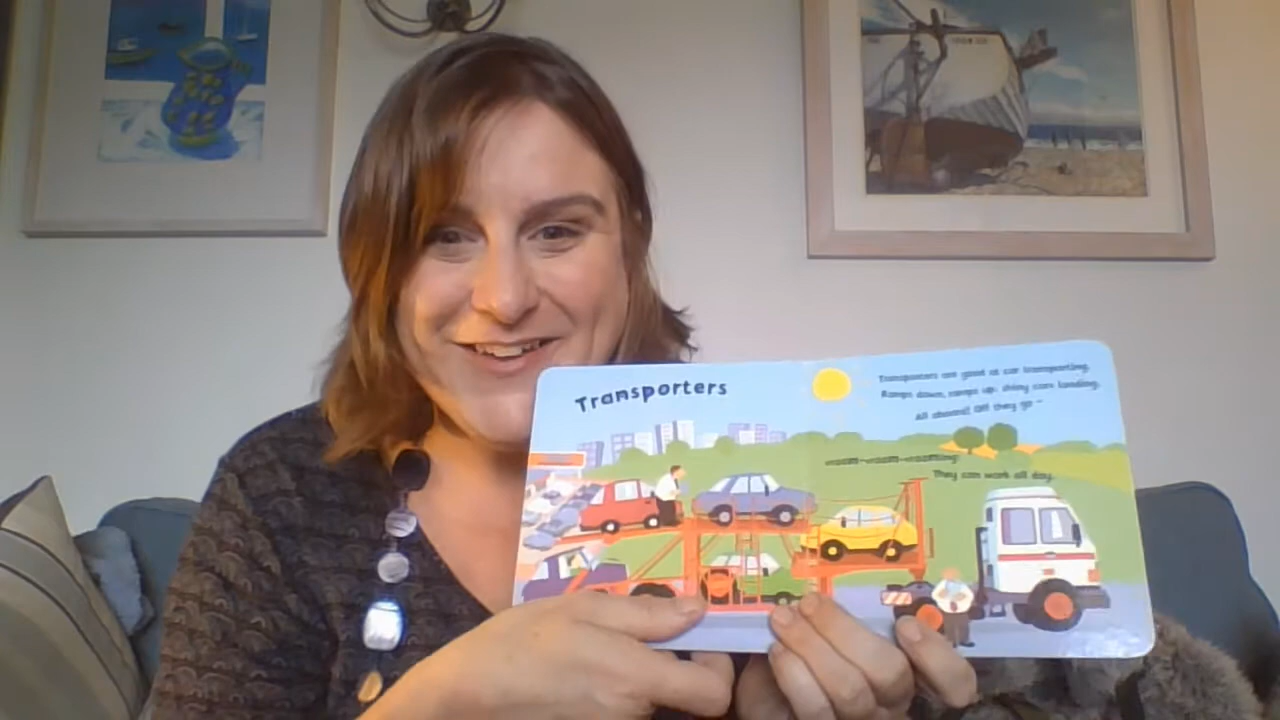 Transporters
Transporters are good at car transporting.
Ramps down, ramps up, shiny cars loading.
All aboard! Off they go –
vroom-vroom-vrooming!
They can work all day.